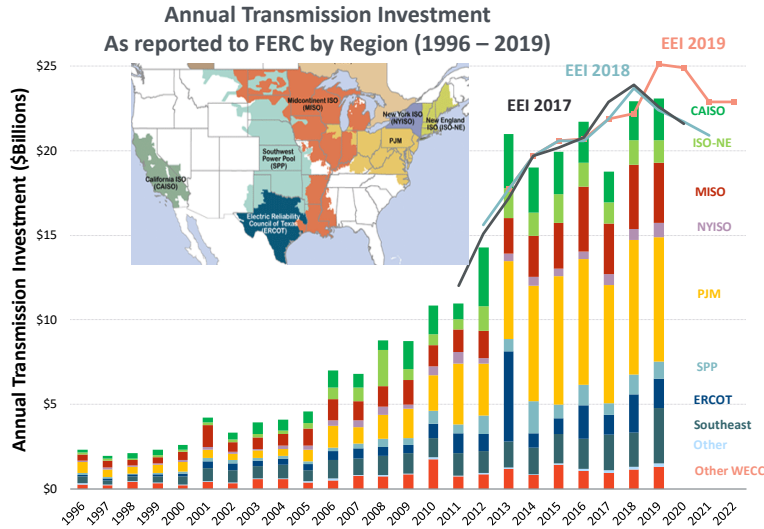 Annual Transmission Investment
As reported to FERC by Region (1996 – 2019)
Annual Transmission Investment ($Billions)
$25
$20
$15
$10
$5
$0
EEI 2019
EEI 2018
EEI 2017
Midcontinent ISO
(MISO)
New York ISO
(NYISO)
New England
ISO (ISO-NE)
PJM
Southwest
Power Pool
(SPP)
California ISO
(CAISO)
Electric Reliability
Council of Texas
(ERCOT)
CAISO
ISO-NE
MISO
NYISO
PJM
SPP
ERCOT
Southeast
Other
Other WECC
1996
1997
1998
1999
2000
2001
2002
2003
2004
2005
2006
2007
2008
2009
2010
2011
2012
2013
2014
2015
2016
2017
2018
2019
2020
2021
2022